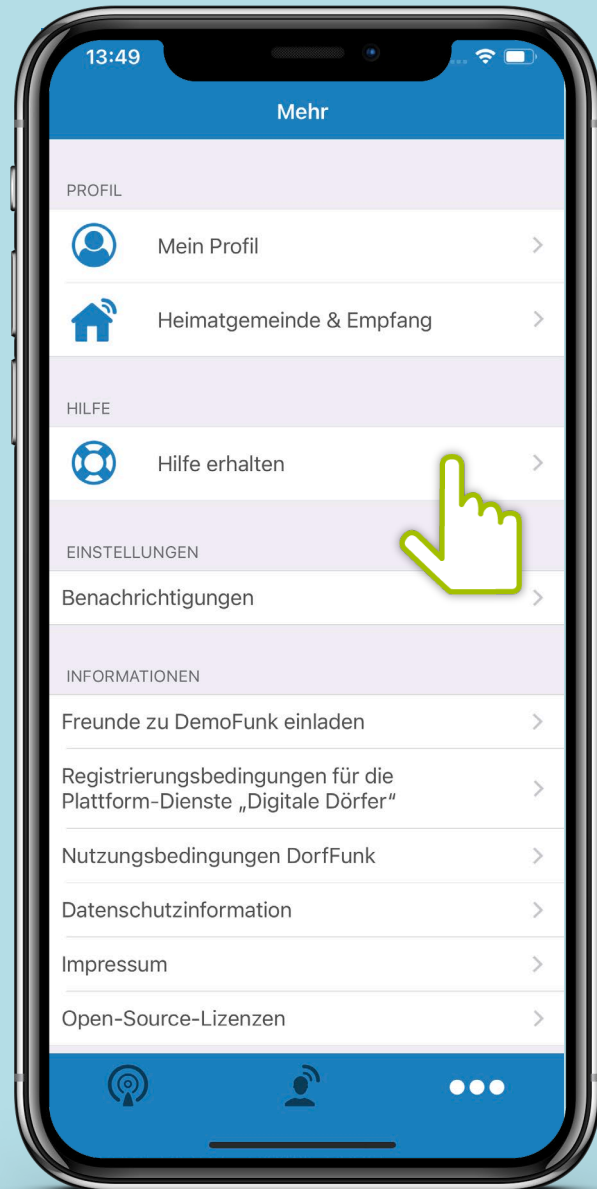 13:49
Mehr
PROFIL
Mein Profil
Heimatgemeinde & Empfang
HILFE
Hilfe erhalten
EINSTELLUNGEN
Benachrichtigungen
INFORMATIONEN
Freunde zu DemoFunk einladen
Registrierungsbedingungen für die
Plattform-Dienste „Digitale Dörfer“
Nutzungsbedingungen DorfFunk
Datenschutzinformation
Impressum
Open-Source-Lizenzen